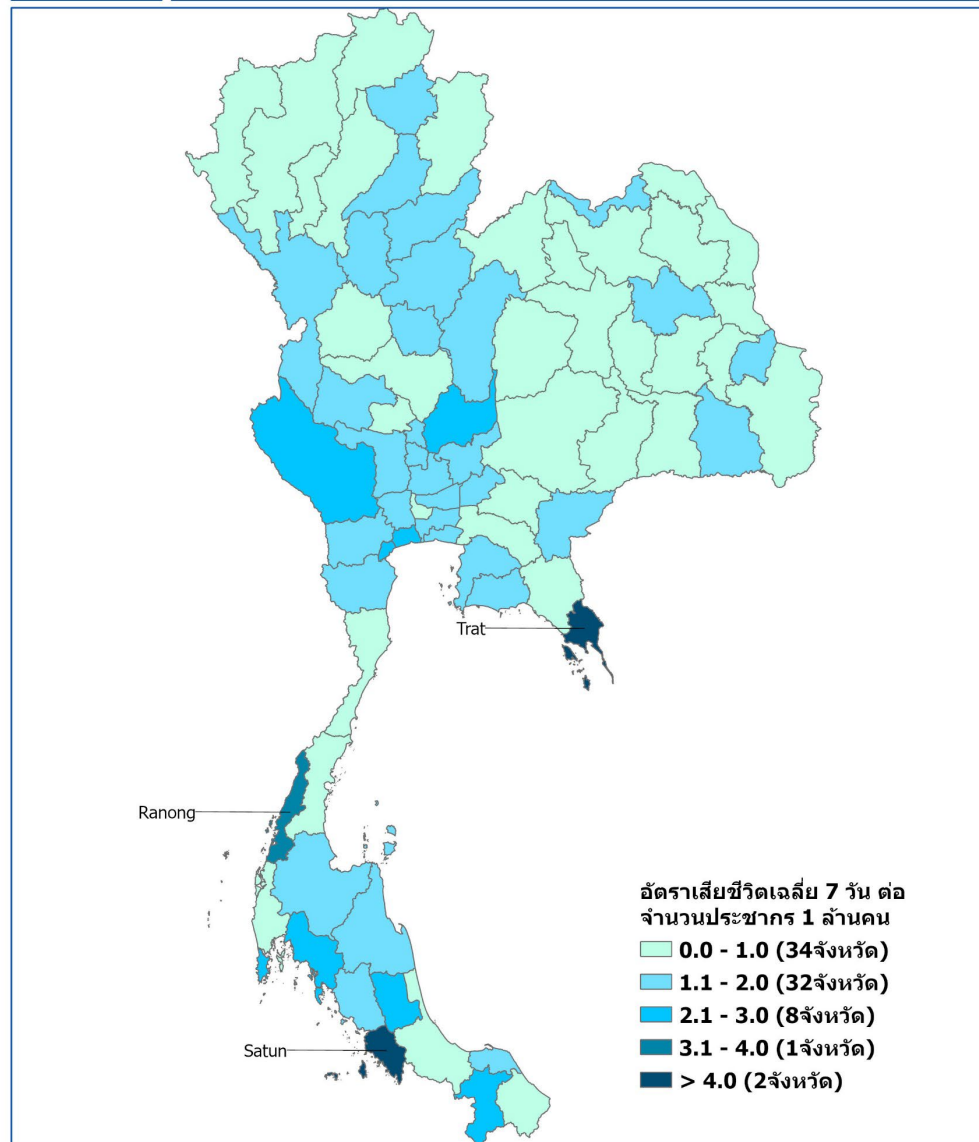 Trat
Ranong
Satun
อัตราเสียชีวิตเฉลี่ย 7 วัน ต่อ
จำนวนประชากร 1 ล้านคน
0.0 - 1.0 (34จังหวัด)
1.1 - 2.0 (32จังหวัด)
2.1 - 3.0 (8จังหวัด)
3.1 - 4.0 (1จังหวัด)
> 4.0 (2จังหวัด)